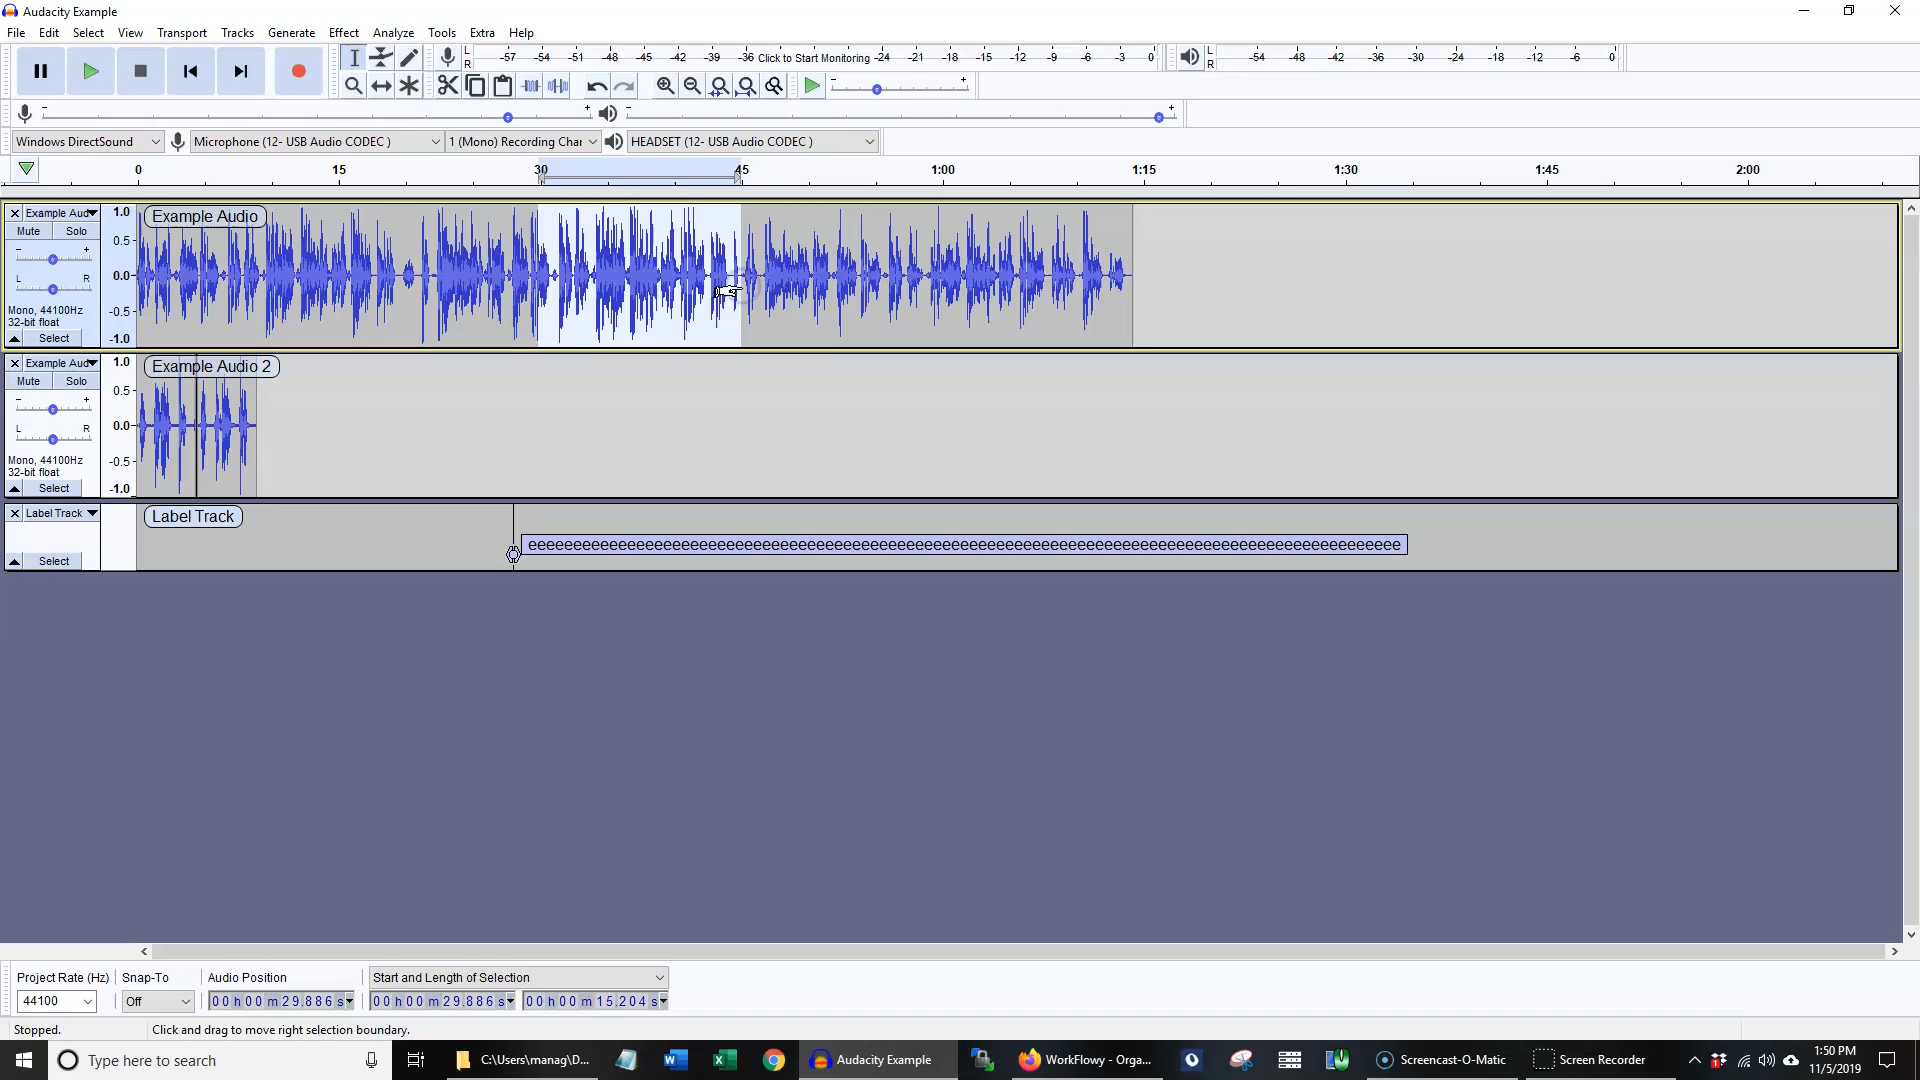 Audacity Example
File Edit Select View Transport Tracks Generate Effect Analyze Tools Extra Help
L R -57 -54 -51 -48 -45 -42 -39 -36 Click to Start Monitoring -24 -21 -18 -15 -12 -9 -6 -3 0 L R -54 -48 -42 -36 -30 -24 -18 -12 -6 0
- +
- + - +
Windows DirectSound Microphone (12- USB Audio CODEC ) 1 (Mono) Recording Char HEADSET (12- USB Audio CODEC )
0 15 30 45 1:00 1:15 1:30 1:45 2:00
Example Aud 1.0 Example Audio
Mute Solo
- + 0.5
L R 0.0
Mono, 44100Hz -0.5
32-bit float
Select -1.0
Example Aud 1.0 Example Audio 2
Mute Solo
- + 0.5
L R 0.0
Mono, 44100Hz -0.5
32-bit float
Select -1.0
Label Track Label Track
Select
Project Rate (Hz) Snap-To Audio Position Start and Length of Selection
44100 Off 00 h 00 m 29.886 s 00 h 00 m 29.886 s 00 h 00 m 15.204 s
Stopped. Click and drag to move right selection boundary.
Type here to search C:\Users\manag\D... Audacity Example WorkFlowy - Orga... Screencast-O-Matic Screen Recorder 1:50 PM
11/5/2019